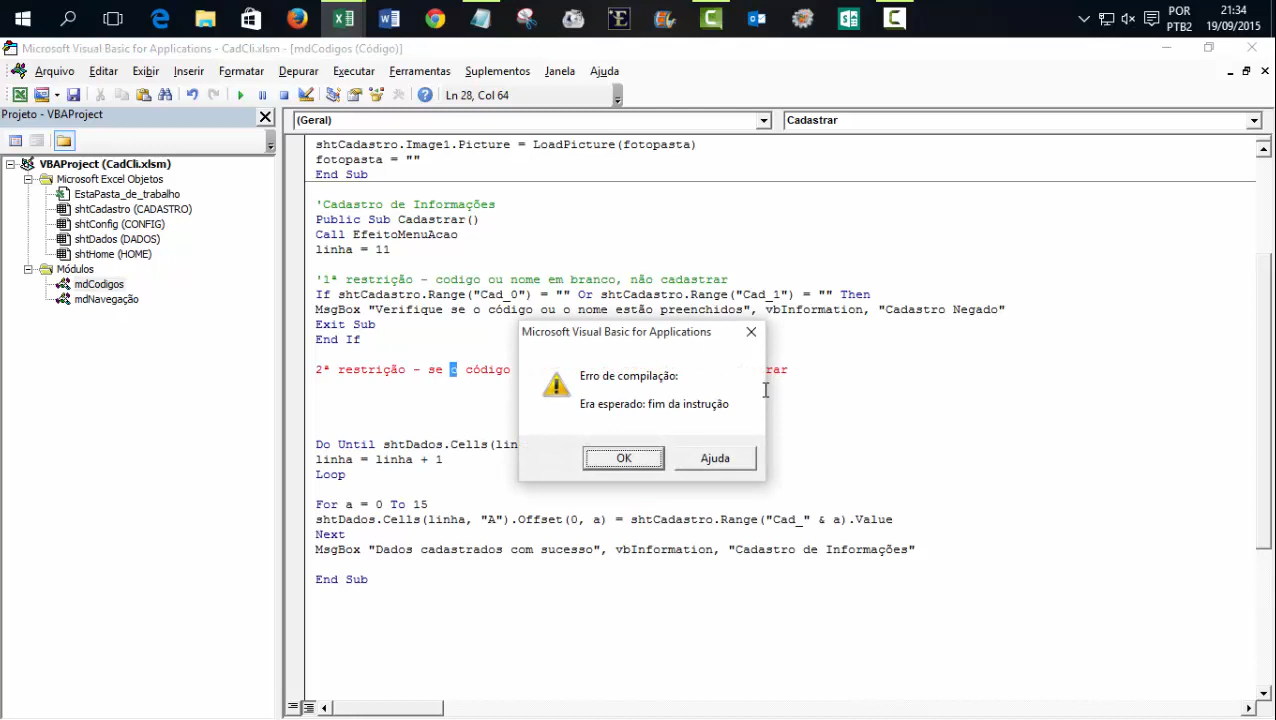 POR
PTB2
21:34
19/09/2015
Microsoft Visual Basic for Applications - CadCli.xlsm - [mdCodigos (Código)]
Arquivo Editar Exibir Inserir Formatar Depurar Executar Ferramentas Suplementos Janela Ajuda
Ln 28, Col 64
Projeto - VBAProject
(Geral)
Cadastrar
VBAProject (CadCli.xlsm)
Microsoft Excel Objetos
EstaPasta_de_trabalho
shtCadastro (CADASTRO)
shtConfig (CONFIG)
shtDados (DADOS)
shtHome (HOME)
Módulos
mdCodigos
mdNavegação
shtCadastro.Image1.Picture = LoadPicture(fotopasta)
fotopasta = ""
End Sub
'Cadastro de Informações
Public Sub Cadastrar()
Call EfeitoMenuAcao
linha = 11
'1ª restrição - codigo ou nome em branco, não cadastrar
If shtCadastro.Range("Cad_0") = "" Or shtCadastro.Range("Cad_1") = "" Then
MsgBox "Verifique se o código ou o nome estão preenchidos", vbInformation, "Cadastro Negado"
Exit Sub
End If
2ª restrição - se o código rar
Do Until shtDados.Cells(lin
linha = linha + 1
Loop
For a = 0 To 15
shtDados.Cells(linha, "A").Offset(0, a) = shtCadastro.Range("Cad_" & a).Value
Next
MsgBox "Dados cadastrados com sucesso", vbInformation, "Cadastro de Informações"
End Sub
Microsoft Visual Basic for Applications
Erro de compilação:
Era esperado: fim da instrução
OK
Ajuda